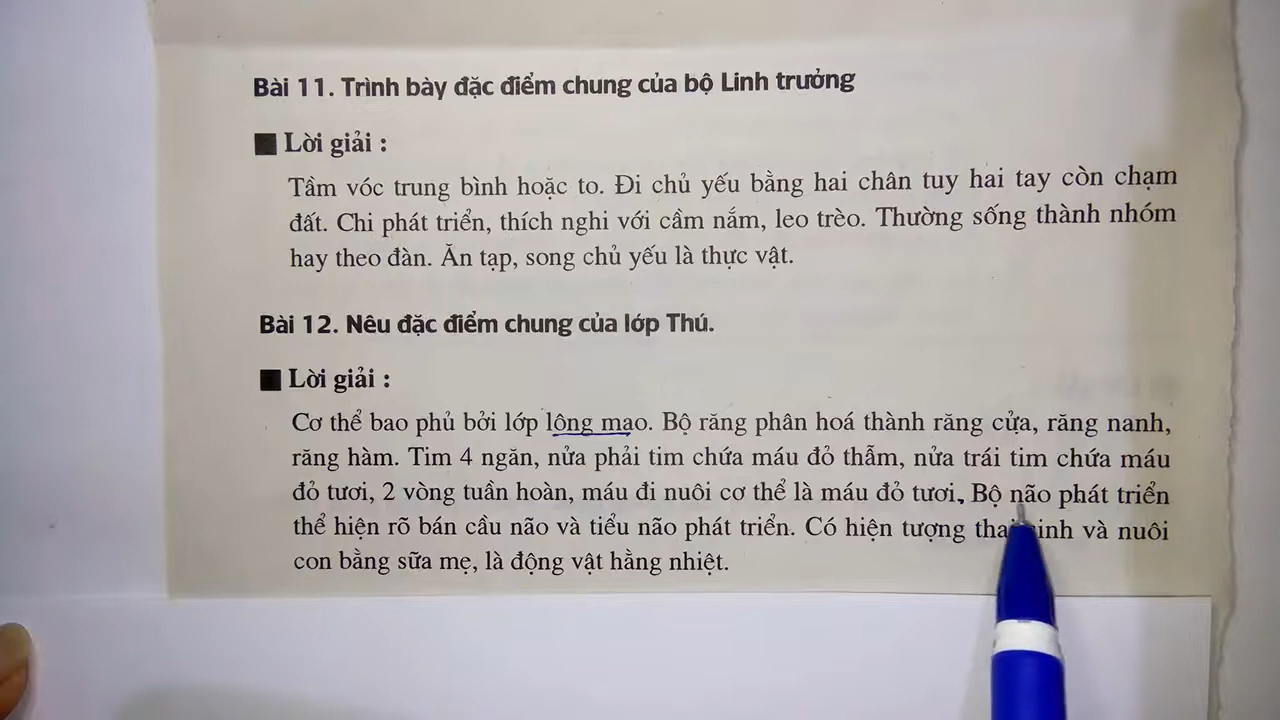 Bài 11. Trình bày đặc điểm chung của bộ Linh trưởng
Lời giải :
Tầm vóc trung bình hoặc to. Đi chủ yếu bằng hai chân tuy hai tay còn chạm
đất. Chi phát triển, thích nghi với cầm nắm, leo trèo. Thường sống thành nhóm
hay theo đàn. Ăn tạp, song chủ yếu là thực vật.
Bài 12. Nêu đặc điểm chung của lớp Thú.
Lời giải :
Cơ thể bao phủ bởi lớp lông mạo. Bộ răng phân hoá thành răng cửa, răng nanh,
răng hàm. Tim 4 ngăn, nửa phải tim chứa máu đỏ thẫm, nửa trái tim chứa máu
đỏ tươi, 2 vòng tuần hoàn, máu đi nuôi cơ thể là máu đỏ tươi. Bộ não phát triển
thể hiện rõ bán cầu não và tiểu não phát triển. Có hiện tượng và nuôi
con bằng sữa mẹ, là động vật hằng nhiệt.